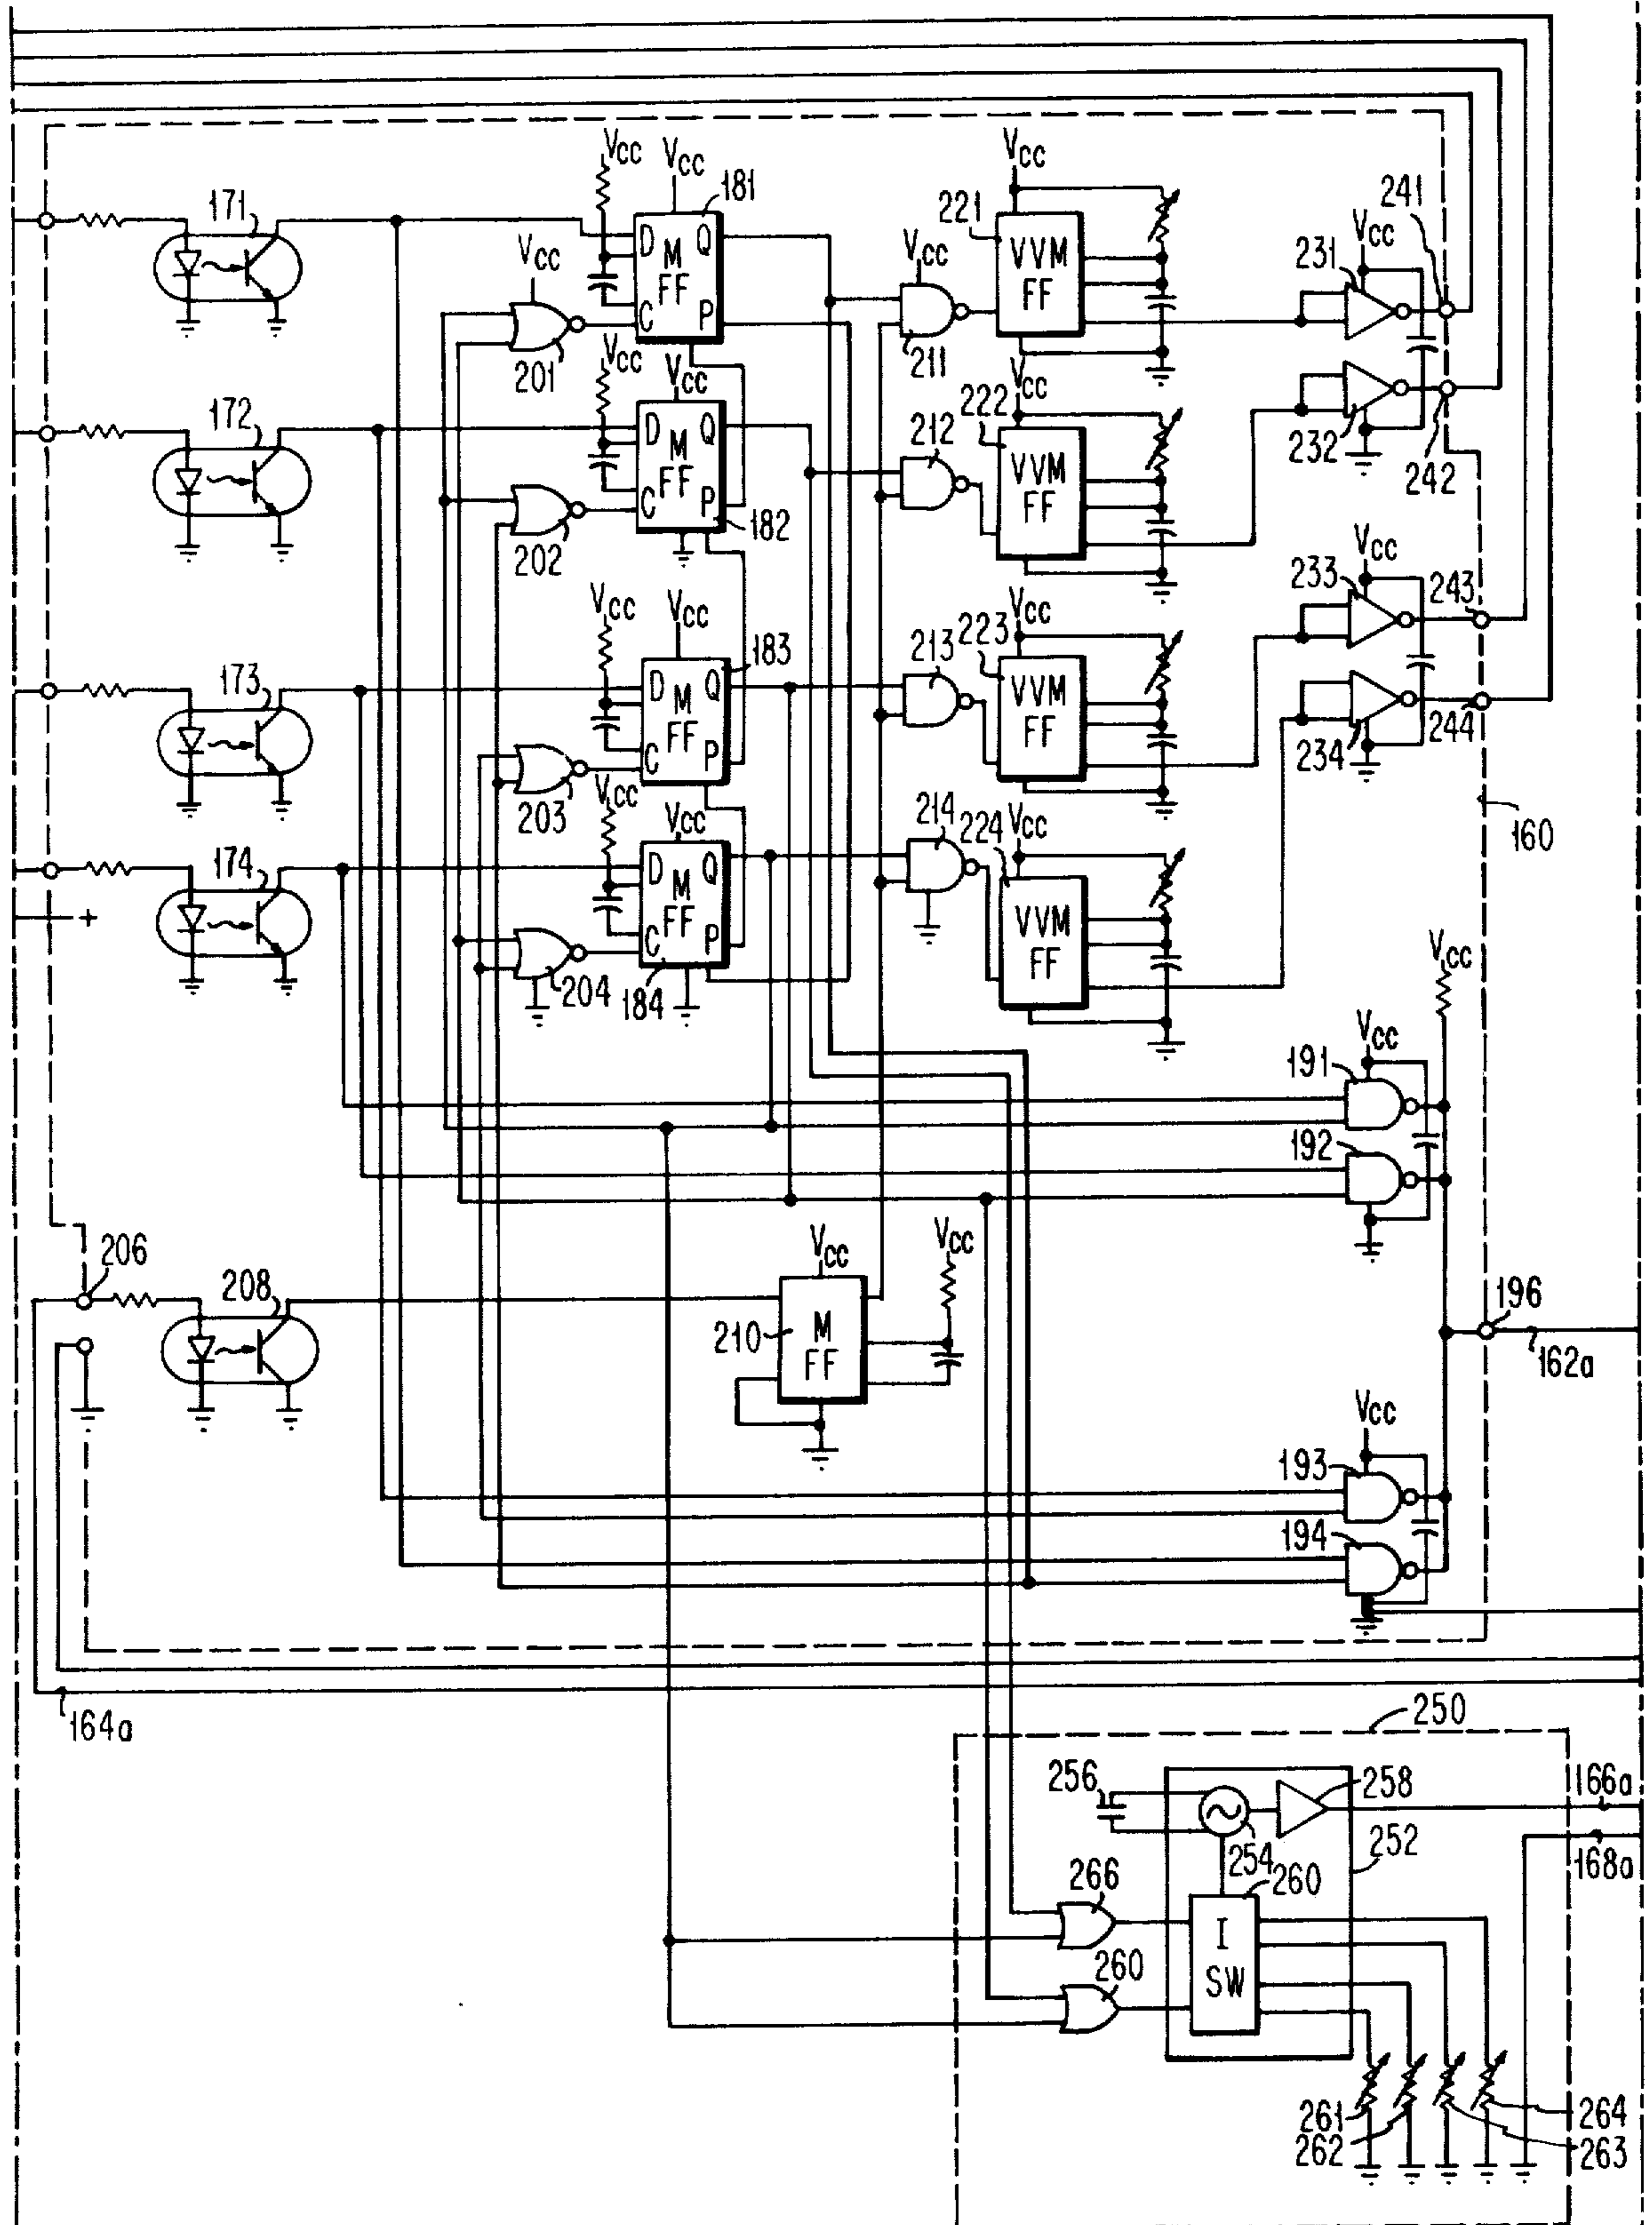 Vcc Vcc 181 Vcc 241
171 221 Vcc
D M Q Vcc VVM 231
FF FF
Vcc C P
201 Vcc 211
Vcc Vcc
172 D M Q 222 232 242
FF 212 VVM
C P 182 FF
202 Vcc
Vcc Vcc 233 243
Vcc
173 183 213 223
D M Q VVM
FF FF 234 244
C P
203 Vcc 214 Vcc 160
Vcc 224
174 D M Q
+ FF VVM
C P FF Vcc
204 184
Vcc
191
192
206 Vcc Vcc
208 196
210 M
FF 162a
Vcc
193
194
164a 250
256 258 166a
254 252 168a
266 260
I
SW
260
261 264
262 263